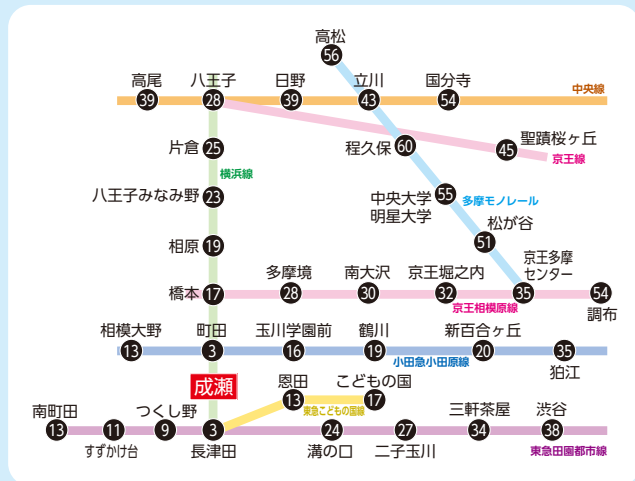 高松
56
高尾 八王子 日野 立川 国分寺
39 28 39 43 54 中央線
片倉 25 程久保 60 45 聖蹟桜ヶ丘
京王線
横浜線
八王子みなみ野 23
中央大学 55 多摩モノレール
明星大学
相原 19 松が谷
51
多摩境 南大沢 京王堀之内 京王多摩
センター
橋本 17 28 30 32 35 54
京王相模原線 調布
相模大野 町田 玉川学園前 鶴川 新百合ヶ丘
13 3 16 19 20 35
小田急小田原線 狛江
成瀬
恩田 こどもの国
13 17
東急こどもの国線
南町田 つくし野 三軒茶屋 渋谷
13 11 9 3 24 27 34 38
すずかけ台 長津田 溝の口 二子玉川 東急田園都市線